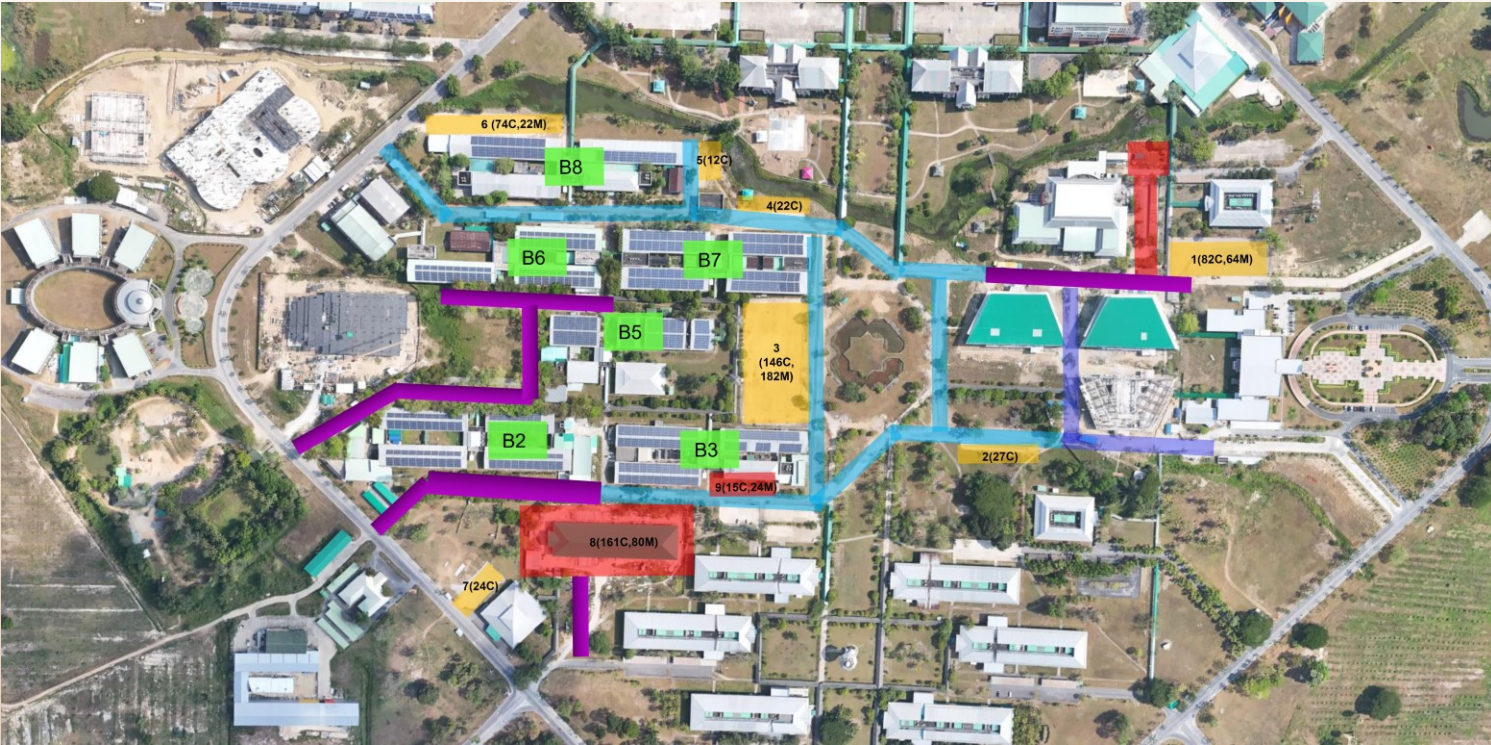 6 (74C,22M)
B8
5(12C)
4(22C)
B6
B7
1(82C,64M)
B5
3
(146C,
182M)
B2
B3
2(27C)
9(15C,24M)
8(161C,80M)
7(24C)